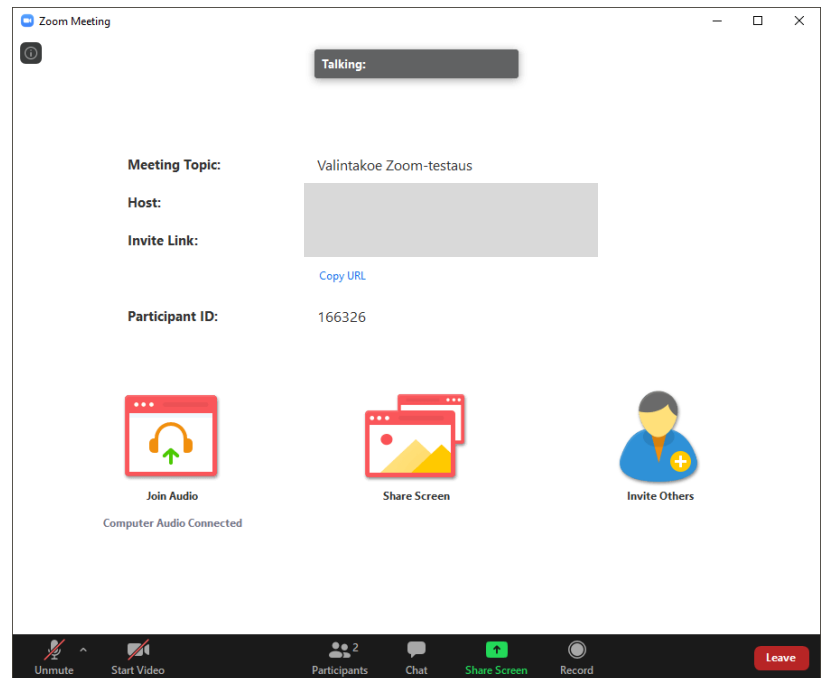 Zoom Meeting
Talking:
Meeting Topic: Valintakoe Zoom-testaus
Host:
Invite Link:
Copy URL
Participant ID: 166326
Join Audio Share Screen Invite Others
Computer Audio Connected
2
Unmute Start Video Participants Chat Share Screen Record Leave